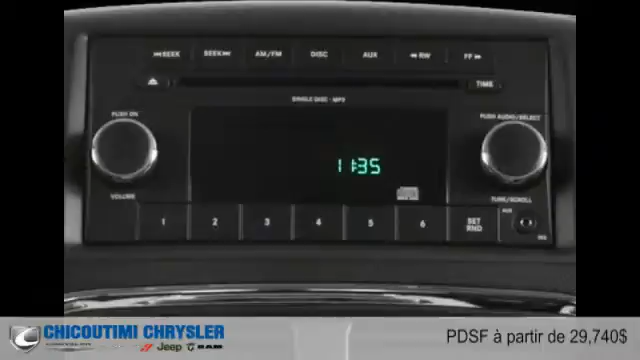 SEEK SEEK AM/FM DISC AUX RW FF
TIME
SINGLE DISC - MP3
PUSH ON PUSH AUDIO/SELECT
11:35
VOLUME TUNE/SCROLL
1 2 3 4 5 6 SET RND AUX
CHICOUTIMI CHRYSLER
Jeep RAM
PDSF à partir de 29,740$